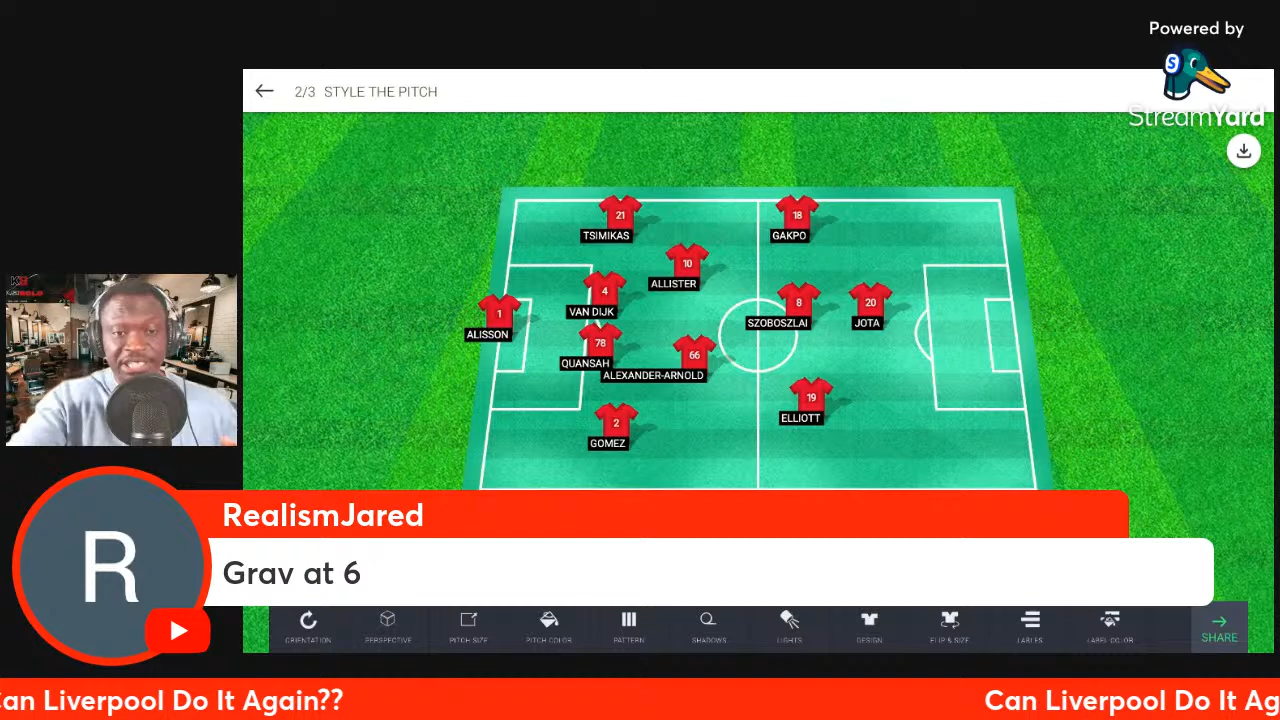 Powered by
StreamYard
2/3 STYLE THE PITCH
21
TSIMIKAS
18
GAKPO
10
ALLISTER
4
VAN DIJK
8
SZOBOSZLAI
20
JOTA
1
ALISSON
78
QUANSAH
66
ALEXANDER-ARNOLD
19
ELLIOTT
2
GOMEZ
RealismJared
R
Grav at 6
ORIENTATION
PERSPECTIVE
PITCH SIZE
PITCH COLOR
PATTERN
SHADOWS
LIGHTS
DESIGN
FLIP & SIZE
LABLES
LABEL COLOR
SHARE
Can Liverpool Do It Again??
Can Liverpool Do It Ag